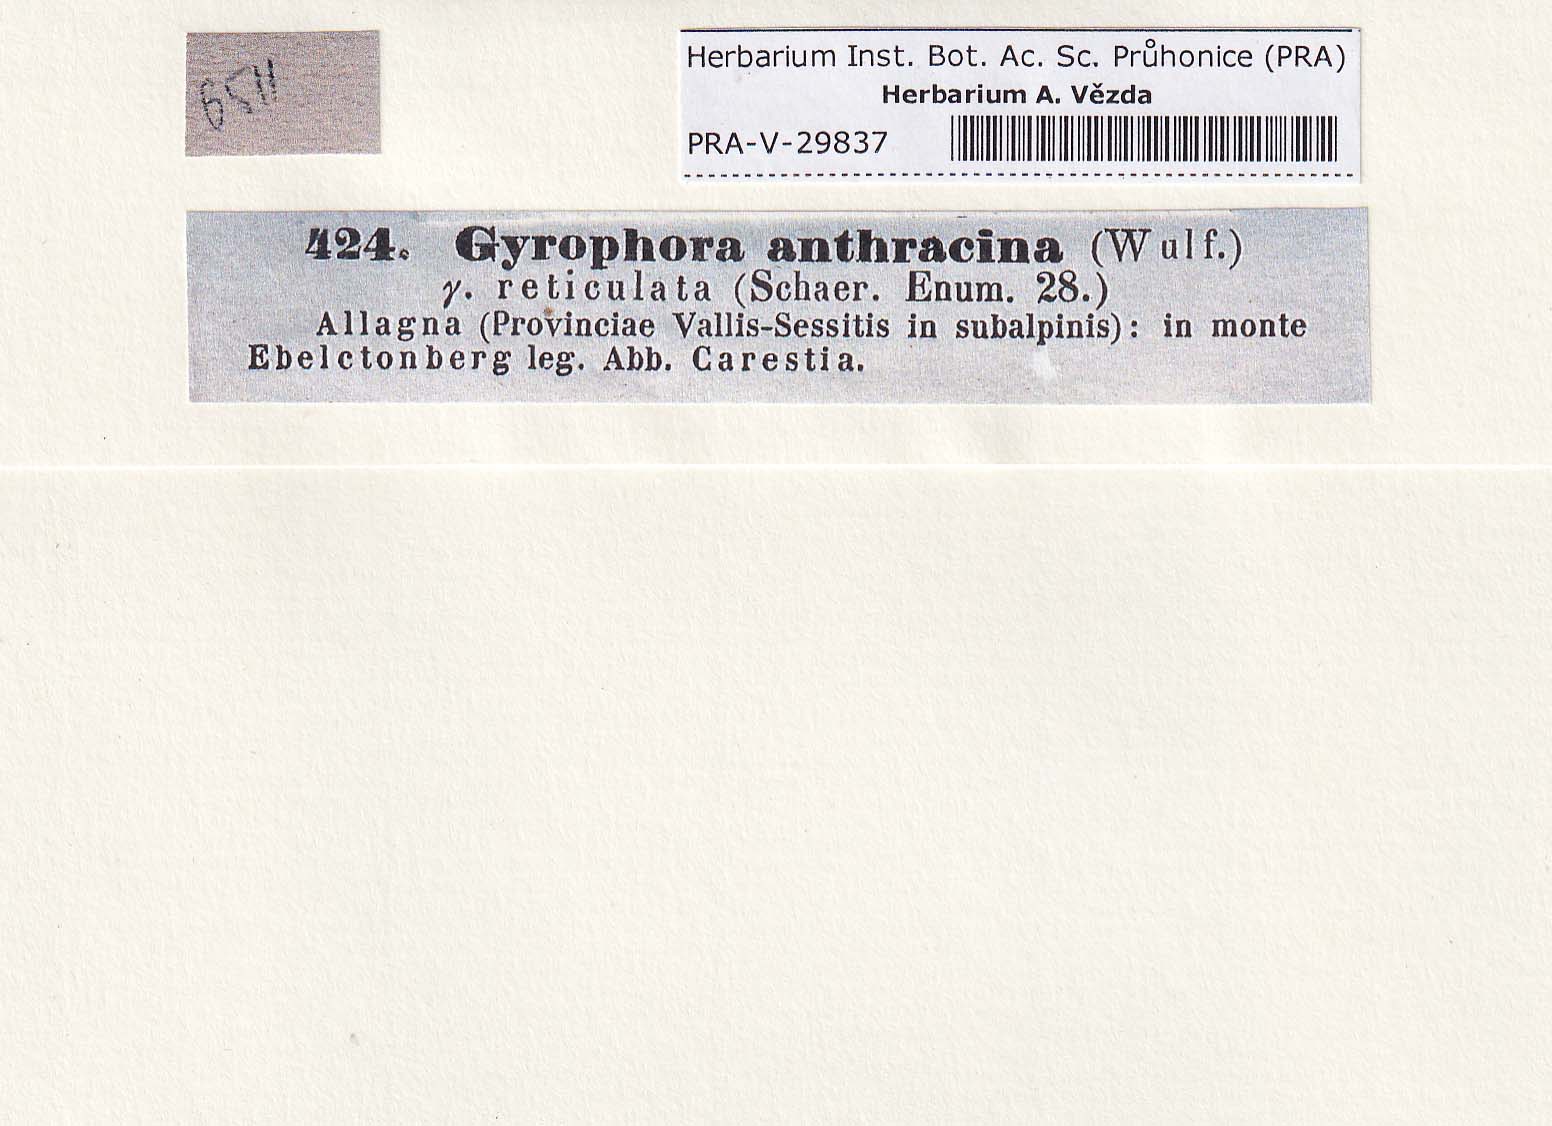 6511
Herbarium Inst. Bot. Ac. Sc. Průhonice (PRA)
Herbarium A. Vězda
PRA-V-29837
424. Gyrophora anthracina (Wulf.)
γ. reticulata (Schaer. Enum. 28.)
Allagna (Provinciae Vallis-Sessitis in subalpinis): in monte
Ebelctonberg leg. Abb. Carestia.